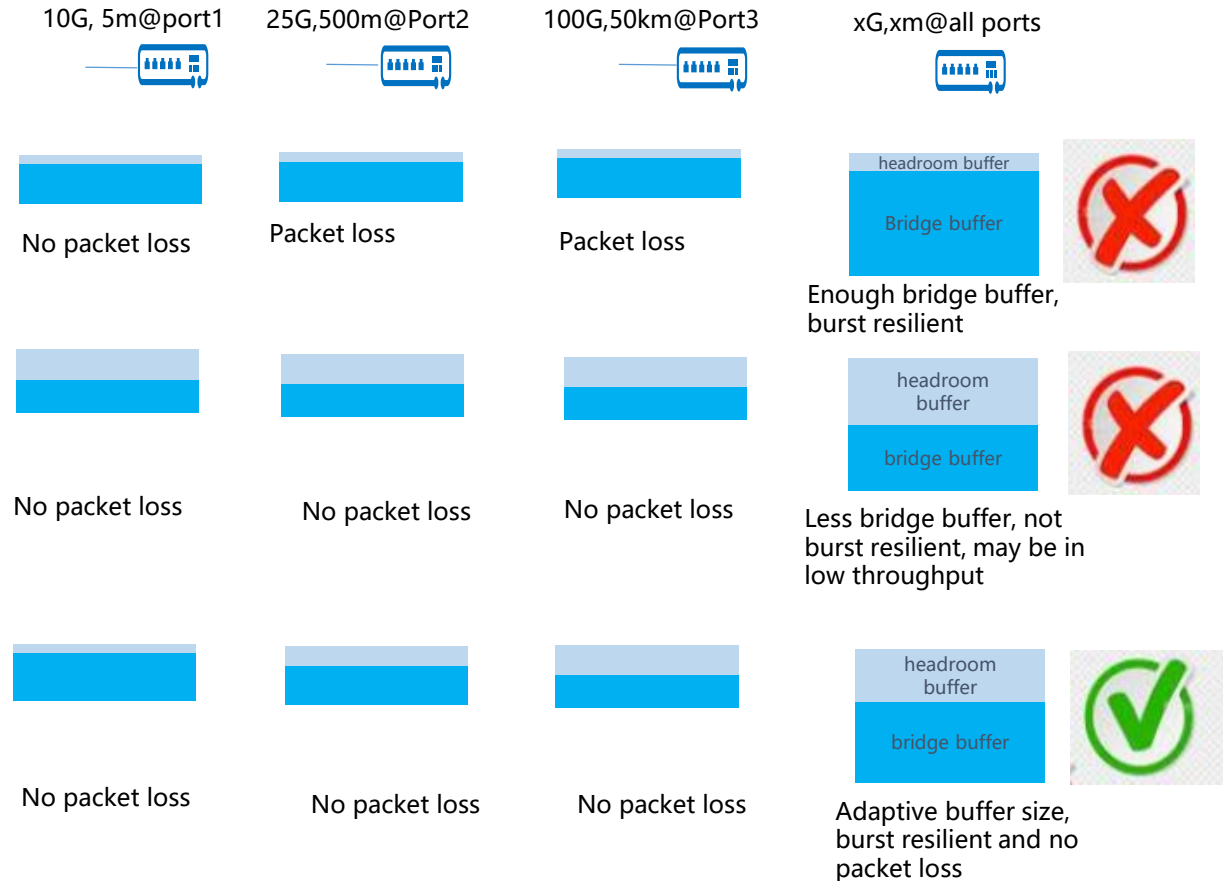 10G, 5m@port1
25G,500m@Port2
100G,50km@Port3
xG,xm@all ports
headroom buffer
Bridge buffer
No packet loss
Packet loss
Packet loss
Enough bridge buffer,
burst resilient
headroom
buffer
bridge buffer
No packet loss
No packet loss
No packet loss
Less bridge buffer, not
burst resilient, may be in
low throughput
headroom
buffer
bridge buffer
No packet loss
No packet loss
No packet loss
Adaptive buffer size,
burst resilient and no
packet loss